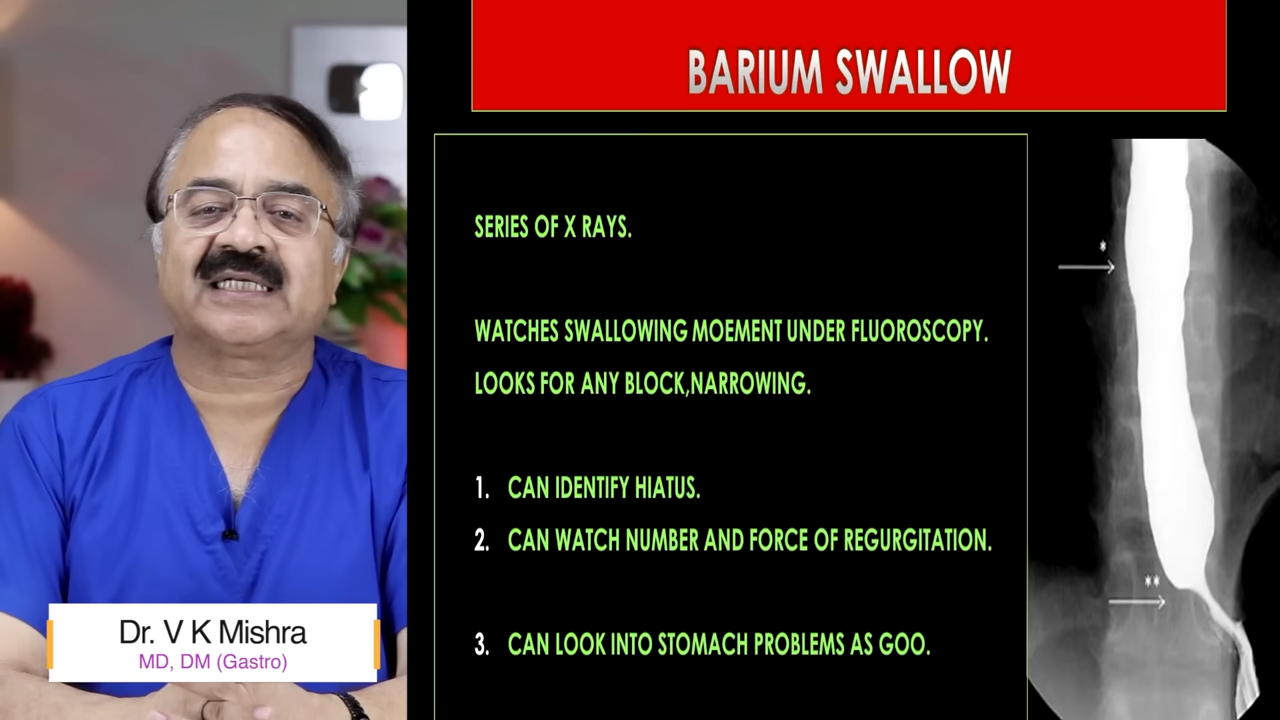 BARIUM SWALLOW
SERIES OF X RAYS.
WATCHES SWALLOWING MOEMENT UNDER FLUOROSCOPY.
LOOKS FOR ANY BLOCK,NARROWING.
1. CAN IDENTIFY HIATUS.
2. CAN WATCH NUMBER AND FORCE OF REGURGITATION.
3. CAN LOOK INTO STOMACH PROBLEMS AS GOO.
*
**
Dr. V K Mishra
MD, DM (Gastro)